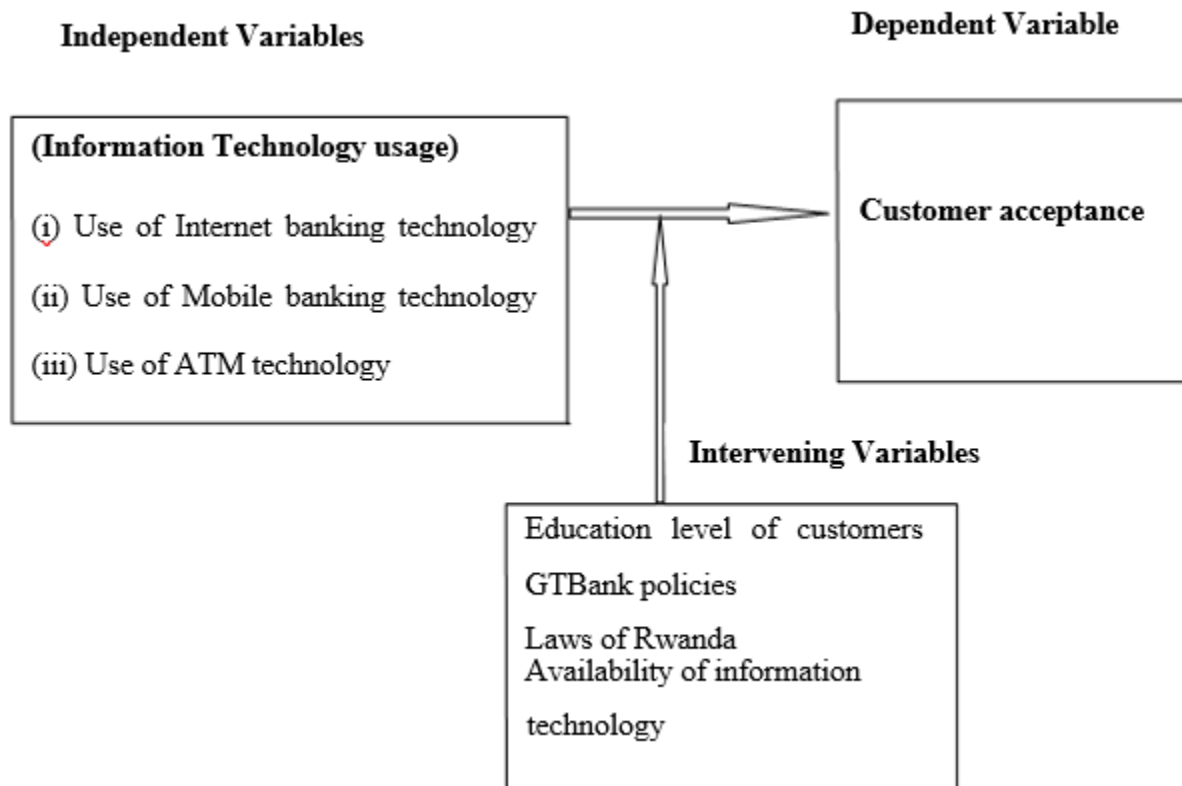 Independent Variables
Dependent Variable
(Information Technology usage)
(i) Use of Internet banking technology
(ii) Use of Mobile banking technology
(iii) Use of ATM technology
Customer acceptance
Intervening Variables
Education level of customers
GTBank policies
Laws of Rwanda
Availability of information
technology